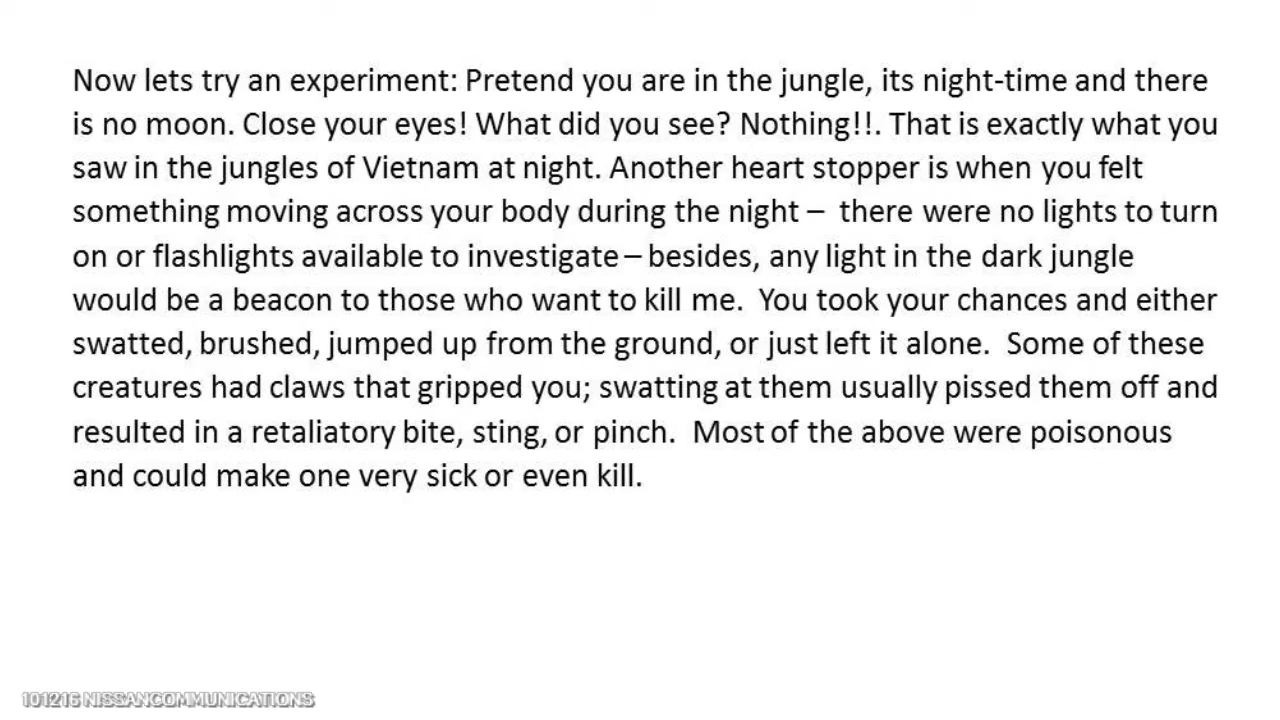 Now lets try an experiment: Pretend you are in the jungle, its night-time and there
is no moon. Close your eyes! What did you see? Nothing!!. That is exactly what you
saw in the jungles of Vietnam at night. Another heart stopper is when you felt
something moving across your body during the night – there were no lights to turn
on or flashlights available to investigate – besides, any light in the dark jungle
would be a beacon to those who want to kill me. You took your chances and either
swatted, brushed, jumped up from the ground, or just left it alone. Some of these
creatures had claws that gripped you; swatting at them usually pissed them off and
resulted in a retaliatory bite, sting, or pinch. Most of the above were poisonous
and could make one very sick or even kill.
101216 NISSANCOMMUNICATIONS